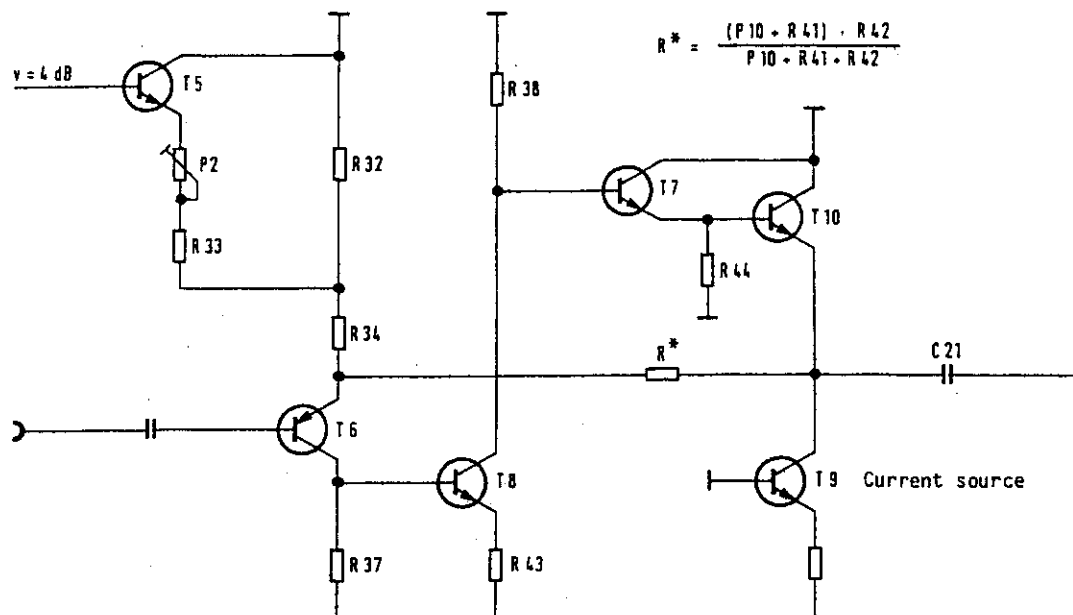 R* = (P10 + R41) . R42
P10 + R41 + R42
v = 4 dB
T5
R38
P2
R32
T7
T10
R33
R44
R34
R*
C21
T6
T8
T9 Current source
R37
R43